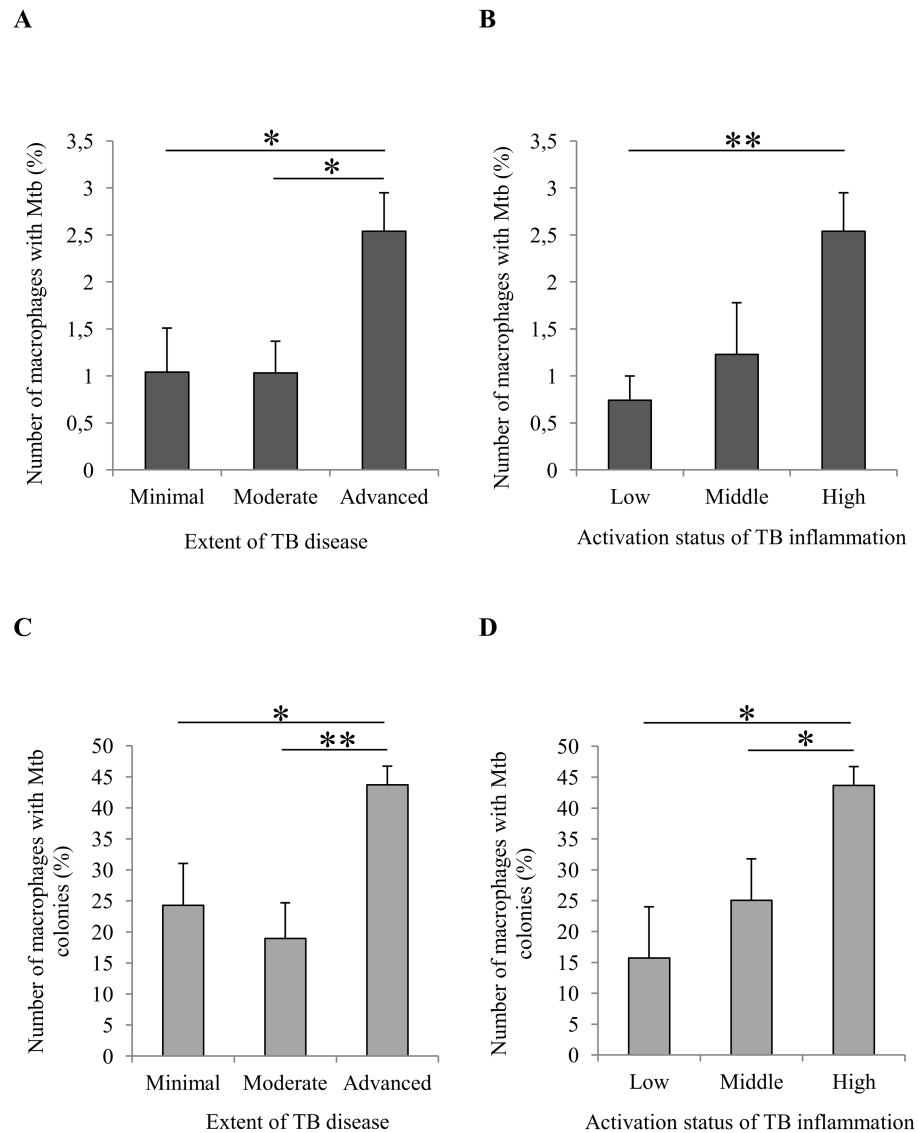 A
Number of macrophages with Mtb (%)
3,5
3
2,5
2
1,5
1
0,5
0
*
*
Minimal Moderate Advanced
Extent of TB disease
B
Number of macrophages with Mtb (%)
3,5
3
2,5
2
1,5
1
0,5
0
**
Low Middle High
Activation status of TB inflammation
C
Number of macrophages with Mtb
colonies (%)
50
45
40
35
30
25
20
15
10
5
0
*
**
Minimal Moderate Advanced
Extent of TB disease
D
Number of macrophages with Mtb
colonies (%)
50
45
40
35
30
25
20
15
10
5
0
*
*
Low Middle High
Activation status of TB inflammation